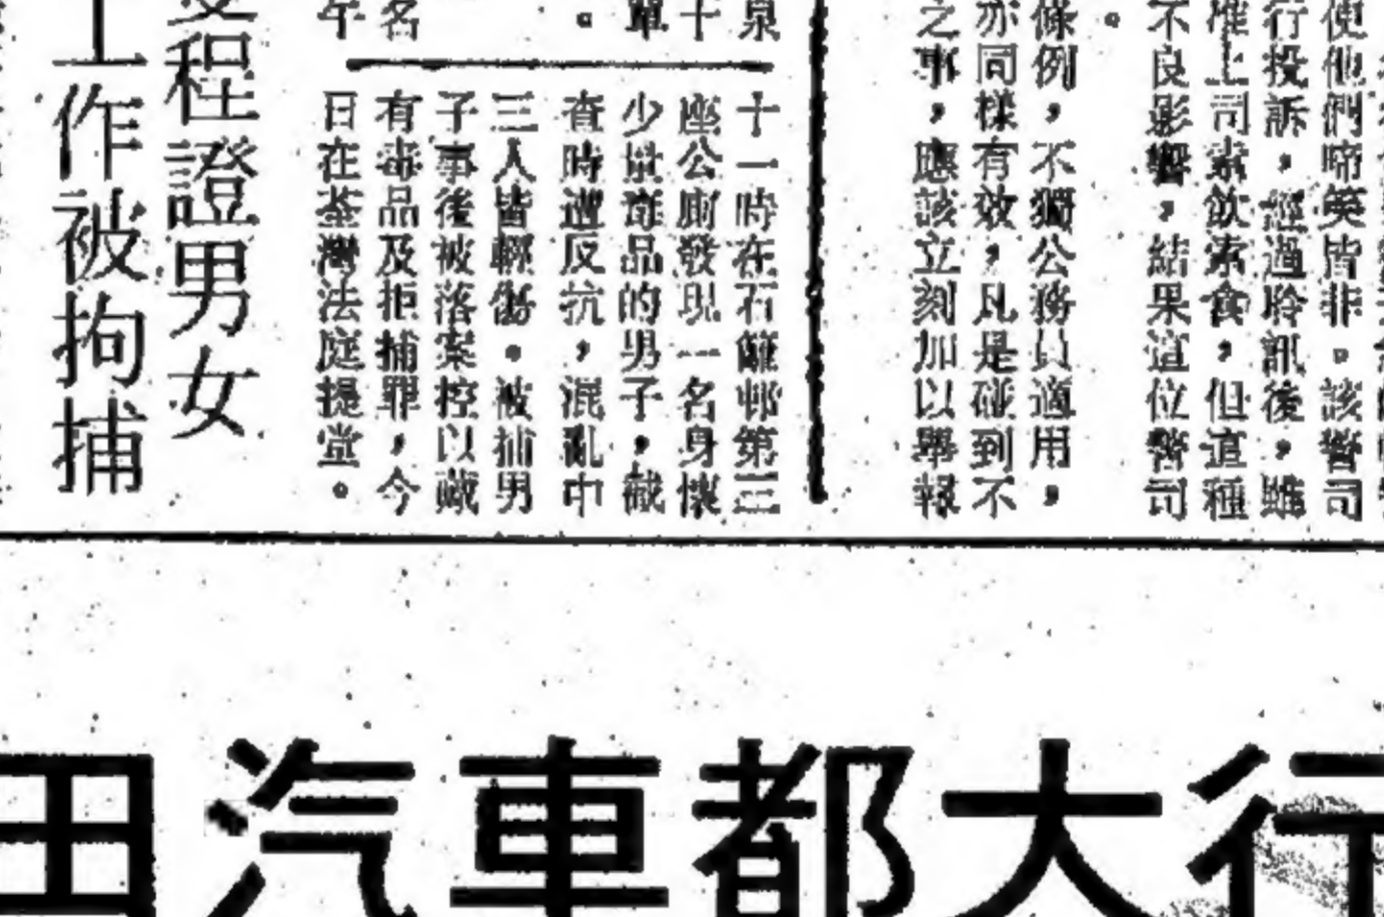 使他們啼笑皆非。該警司
行投訴，經過聆訊後，雖
上司索飲索食，但這種
不良影響，結果這位警司
。
條例，不獨公務員適用，
亦同樣有效，凡是碰到不
之事，應該立刻加以舉報
泉
十
單
。
十一時在石籬邨第三
座公廁發現一名身懷
少量毒品的男子，截
查時遭反抗，混亂中
三人皆輕傷。被捕男
子事後被落案控以藏
有毒品及拒捕罪，今
日在荃灣法庭提堂。
名
午
程證男女
工作被拘捕
田汽車都大行